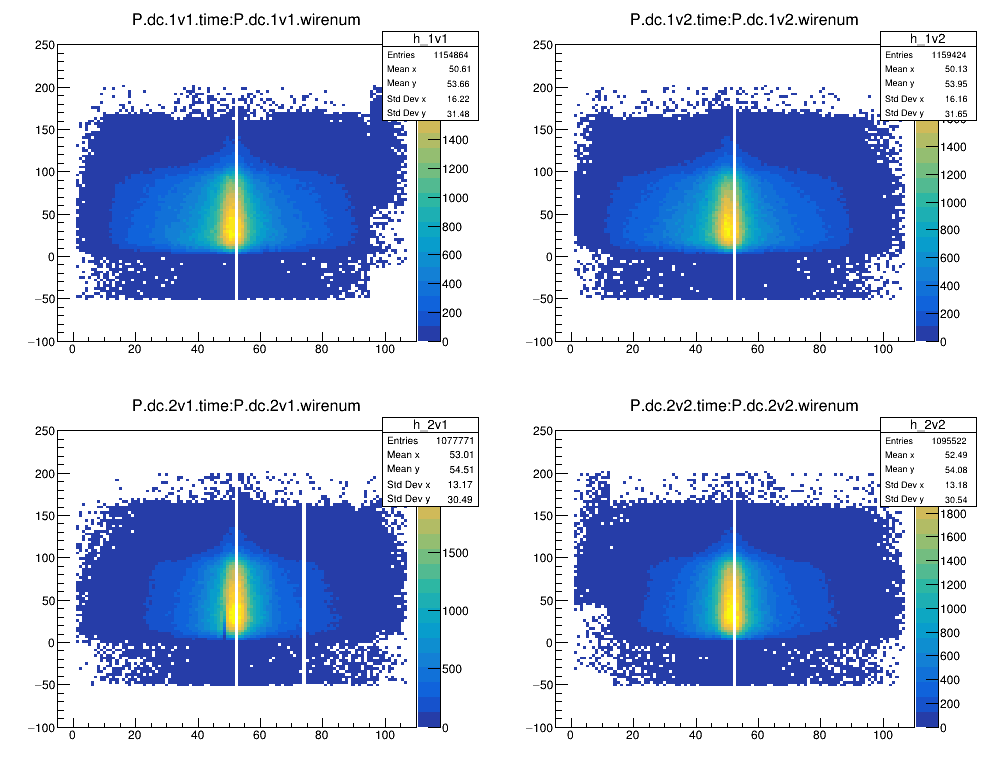 P.dc.1v1.time:P.dc.1v1.wirenum
h_1v1
Entries 1154864
Mean x 50.61
Mean y 53.66
Std Dev x 16.22
Std Dev y 31.48
250
200
150
100
50
0
−50
−100
0 20 40 60 80 100
1400
1200
1000
800
600
400
200
0
P.dc.1v2.time:P.dc.1v2.wirenum
h_1v2
Entries 1159424
Mean x 50.13
Mean y 53.95
Std Dev x 16.16
Std Dev y 31.65
250
200
150
100
50
0
−50
−100
0 20 40 60 80 100
1400
1200
1000
800
600
400
200
0
P.dc.2v1.time:P.dc.2v1.wirenum
h_2v1
Entries 1077771
Mean x 53.01
Mean y 54.51
Std Dev x 13.17
Std Dev y 30.49
250
200
150
100
50
0
−50
−100
0 20 40 60 80 100
1500
1000
500
0
P.dc.2v2.time:P.dc.2v2.wirenum
h_2v2
Entries 1095522
Mean x 52.49
Mean y 54.08
Std Dev x 13.18
Std Dev y 30.54
250
200
150
100
50
0
−50
−100
0 20 40 60 80 100
1800
1600
1400
1200
1000
800
600
400
200
0